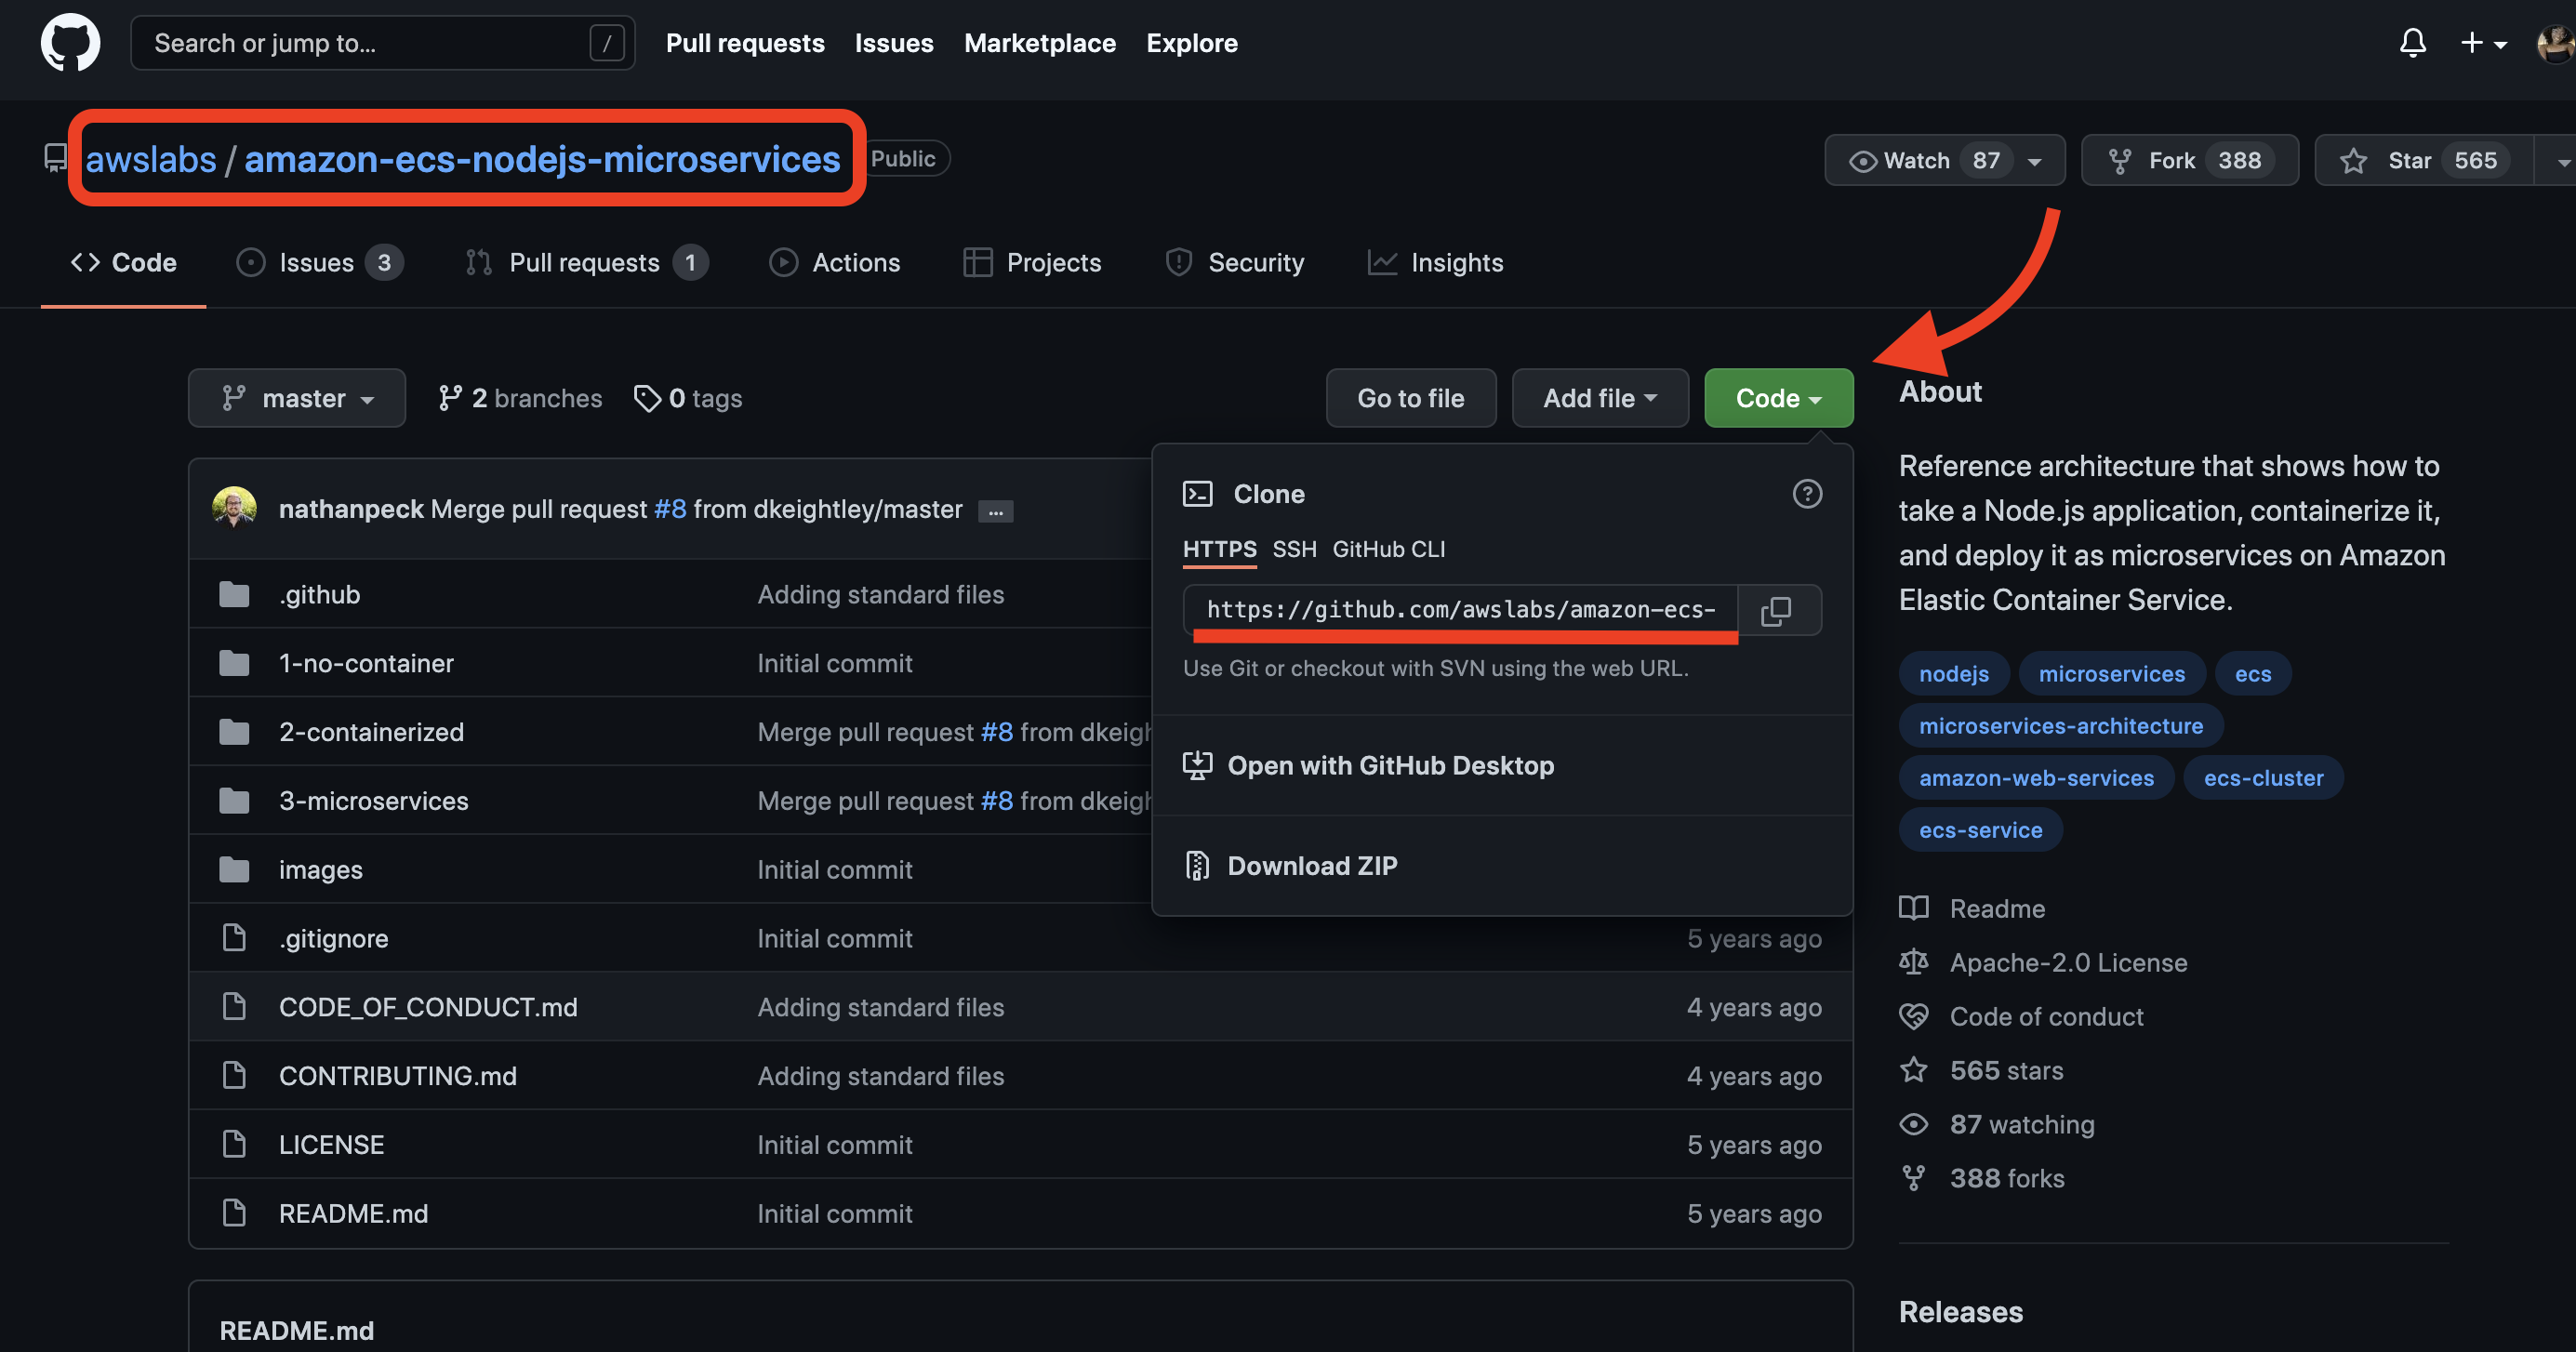 Search or jump to... /
Pull requests Issues Marketplace Explore
awslabs / amazon-ecs-nodejs-microservices Public
Watch 87 Fork 388 Star 565
Code Issues 3 Pull requests 1 Actions Projects Security Insights
master 2 branches 0 tags Go to file Add file Code
nathanpeck Merge pull request #8 from dkeightley/master ...
.github Adding standard files
1-no-container Initial commit
2-containerized Merge pull request #8 from dkeigh
3-microservices Merge pull request #8 from dkeigh
images Initial commit
.gitignore Initial commit 5 years ago
CODE_OF_CONDUCT.md Adding standard files 4 years ago
CONTRIBUTING.md Adding standard files 4 years ago
LICENSE Initial commit 5 years ago
README.md Initial commit 5 years ago
README.md
Clone ?
HTTPS SSH GitHub CLI
https://github.com/awslabs/amazon-ecs-
Use Git or checkout with SVN using the web URL.
Open with GitHub Desktop
Download ZIP
About
Reference architecture that shows how to
take a Node.js application, containerize it,
and deploy it as microservices on Amazon
Elastic Container Service.
nodejs microservices ecs
microservices-architecture
amazon-web-services ecs-cluster
ecs-service
Readme
Apache-2.0 License
Code of conduct
565 stars
87 watching
388 forks
Releases